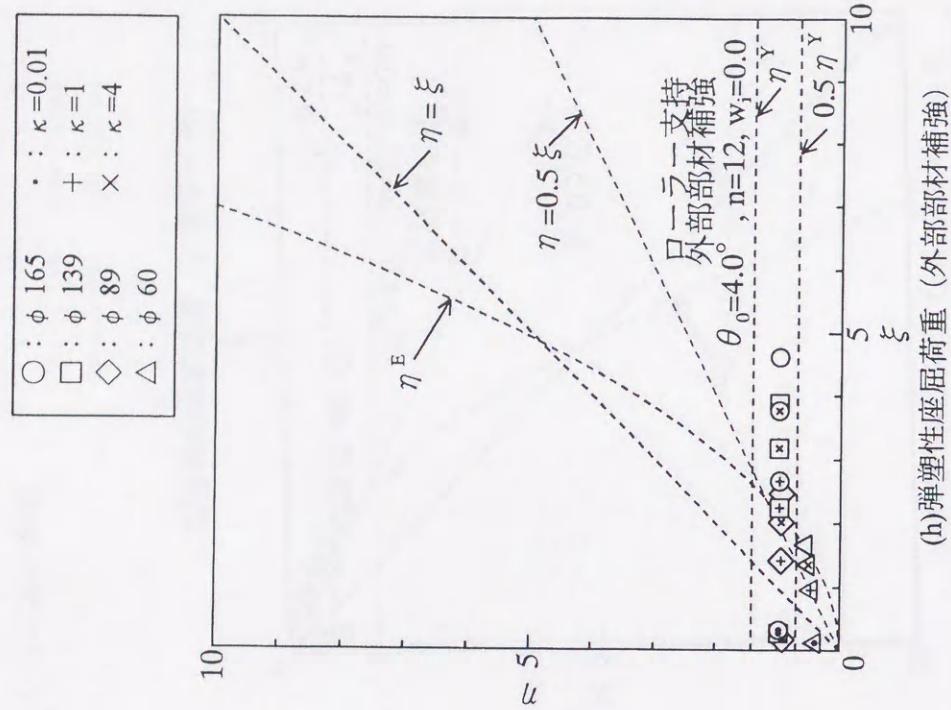 ○ : φ 165 · : κ=0.01
□ : φ 139 + : κ=1
◇ : φ 89 × : κ=4
△ : φ 60
10
5
0
η
η^E
η=ξ
η=0.5ξ
ローラー支持
外部部材補強
θ₀=4.0°, n=12, wᵢ=0.0
η^Y
0.5 η^Y
5
10
ξ
(h)弾塑性座屈荷重（外部部材補強）